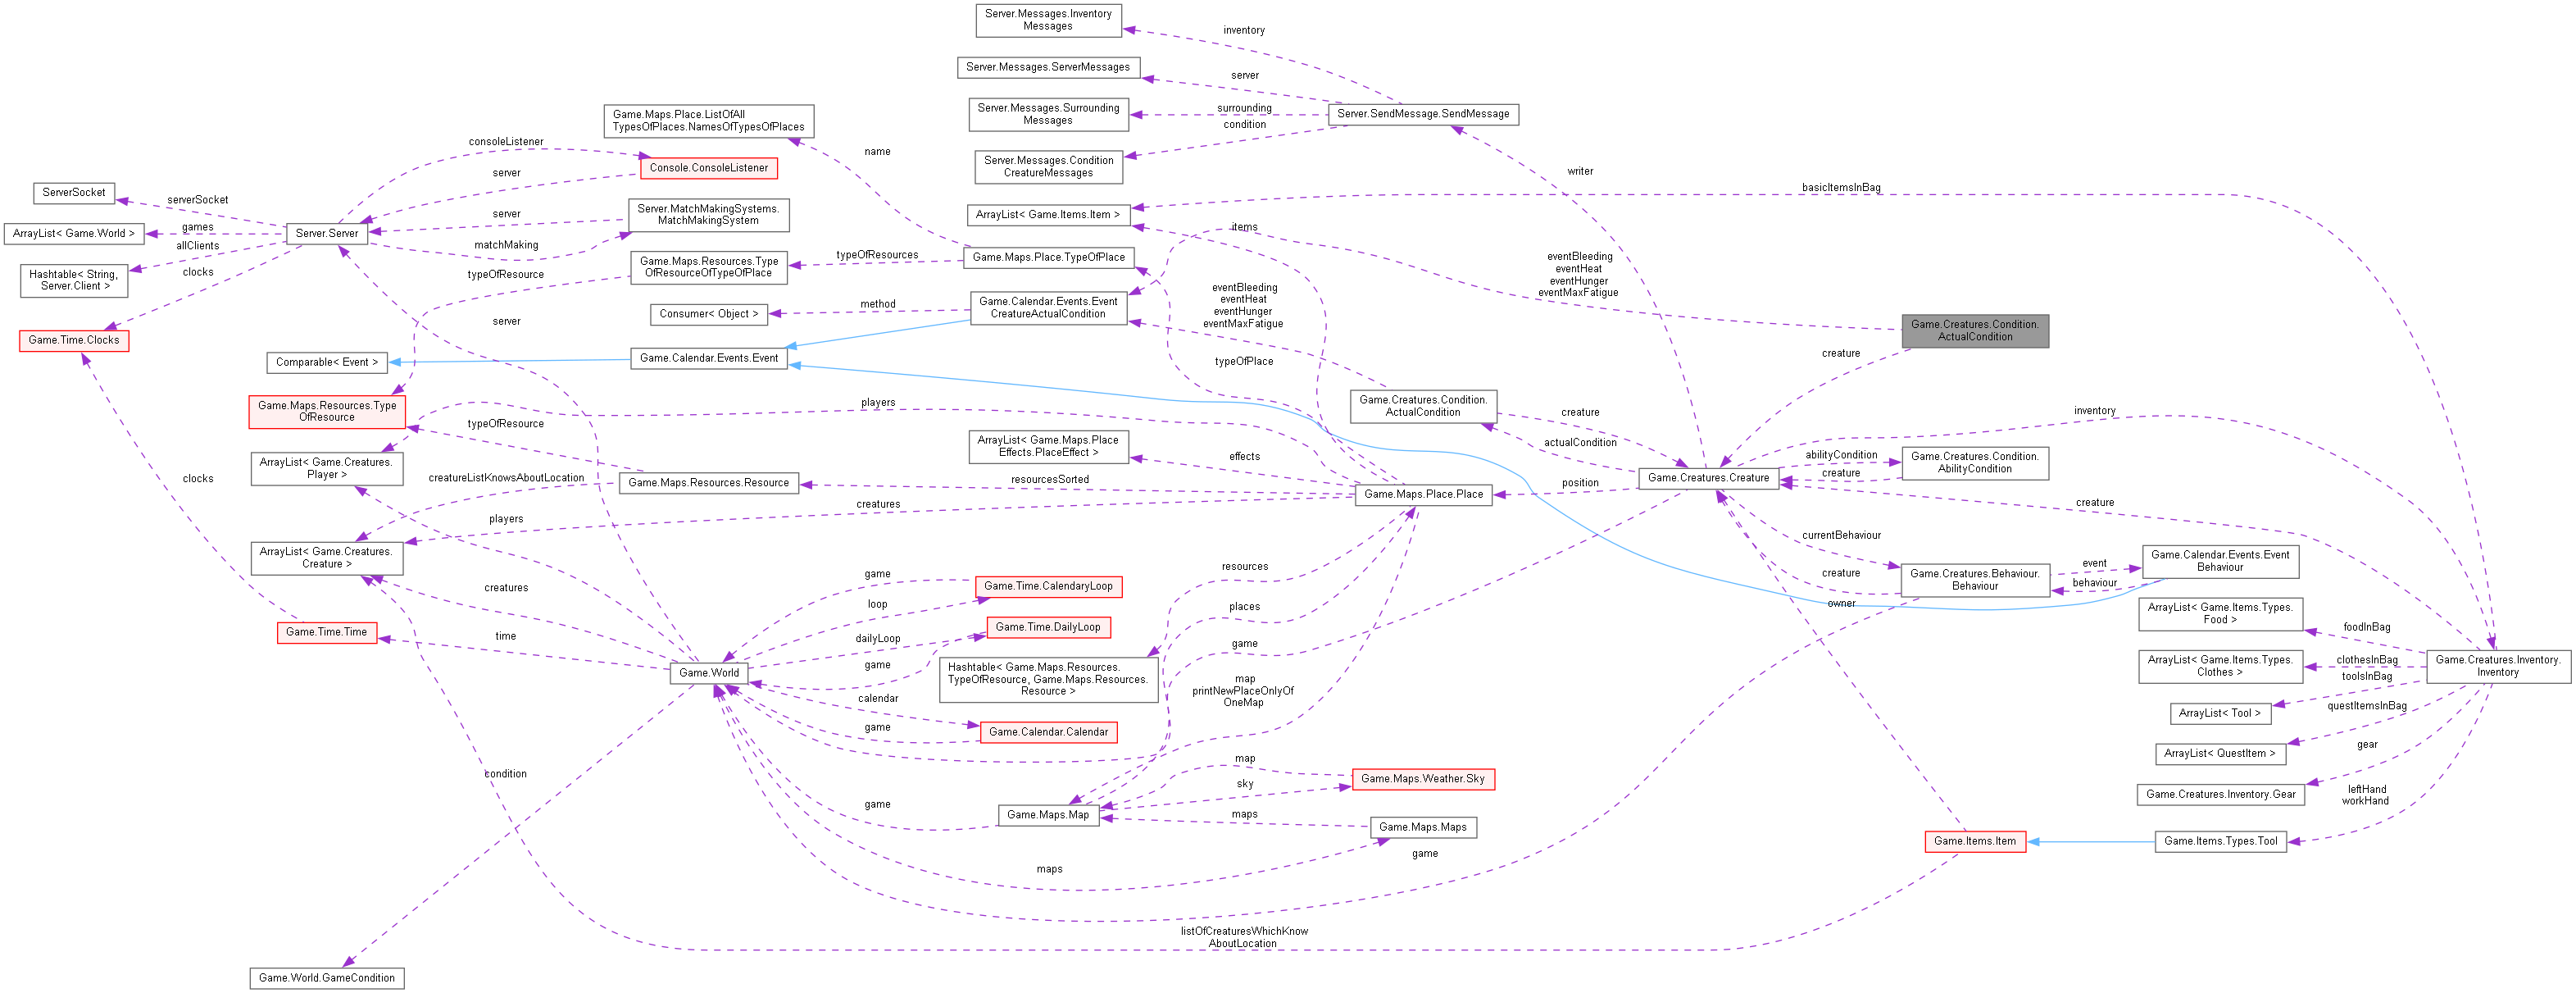 Server.Messages.Inventory
Messages
inventory
Server.Messages.ServerMessages
server
Server.Messages.Surrounding
Messages
surrounding
Server.SendMessage.SendMessage
condition
Server.Messages.Condition
CreatureMessages
writer
Game.Maps.Place.ListOfAll
TypesOfPlaces.NamesOfTypesOfPlaces
name
consoleListener
Console.ConsoleListener
server
ServerSocket
serverSocket
ArrayList< Game.World >
games
Server.Server
allClients
Hashtable< String,
Server.Client >
clocks
Game.Time.Clocks
server
Server.MatchMakingSystems.
MatchMakingSystem
matchMaking
Game.Maps.Resources.Type
OfResourceOfTypeOfPlace
typeOfResource
typeOfResources
Game.Maps.Place.TypeOfPlace
ArrayList< Game.Items.Item >
items
basicItemsInBag
server
Consumer< Object >
method
Game.Calendar.Events.Event
CreatureActualCondition
eventBleeding
eventHeat
eventHunger
eventMaxFatigue
eventBleeding
eventHeat
eventHunger
eventMaxFatigue
Game.Creatures.Condition.
ActualCondition
creature
Comparable< Event >
Game.Calendar.Events.Event
typeOfPlace
Game.Maps.Resources.Type
OfResource
typeOfResource
players
Game.Creatures.Condition.
ActualCondition
creature
actualCondition
inventory
ArrayList< Game.Creatures.
Player >
creatureListKnowsAboutLocation
Game.Maps.Resources.Resource
ArrayList< Game.Maps.Place
Effects.PlaceEffect >
effects
resourcesSorted
Game.Maps.Place.Place
position
Game.Creatures.Creature
abilityCondition
creature
Game.Creatures.Condition.
AbilityCondition
clocks
players
creatures
creature
ArrayList< Game.Creatures.
Creature >
creatures
currentBehaviour
creature
Game.Creatures.Behaviour.
Behaviour
event
behaviour
Game.Calendar.Events.Event
Behaviour
game
Game.Time.CalendaryLoop
loop
resources
places
owner
Game.Time.Time
time
dailyLoop
Game.Time.DailyLoop
game
game
Game.World
Hashtable< Game.Maps.Resources.
TypeOfResource, Game.Maps.Resources.
Resource >
map
printNewPlaceOnlyOf
OneMap
ArrayList< Game.Items.Types.
Food >
foodInBag
ArrayList< Game.Items.Types.
Clothes >
clothesInBag
toolsInBag
Game.Creatures.Inventory.
Inventory
ArrayList< Tool >
questItemsInBag
ArrayList< QuestItem >
gear
Game.Creatures.Inventory.Gear
leftHand
workHand
calendar
game
Game.Calendar.Calendar
condition
game
Game.Maps.Map
map
sky
Game.Maps.Weather.Sky
maps
Game.Maps.Maps
maps
game
Game.Items.Item
Game.Items.Types.Tool
listOfCreaturesWhichKnow
AboutLocation
Game.World.GameCondition